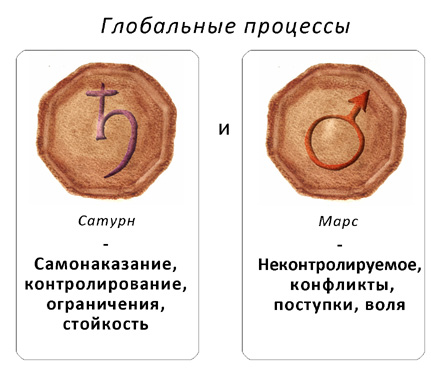 Глобальные процессы
Сатурн
-
Самонаказание,
контролирование,
ограничения,
стойкость
и
Марс
-
Неконтролируемое,
конфликты,
поступки, воля